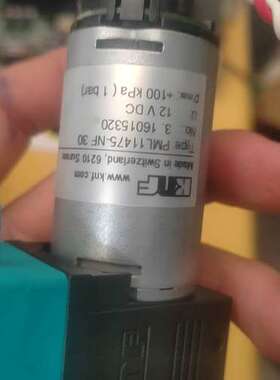 KNF
www.knf.com
Made in Switzerland, 6210 Sursee
Type: PML11475-NF 30
No. 3.16015320
U: 12 V DC
Pmax: +100 kPa (1 bar)